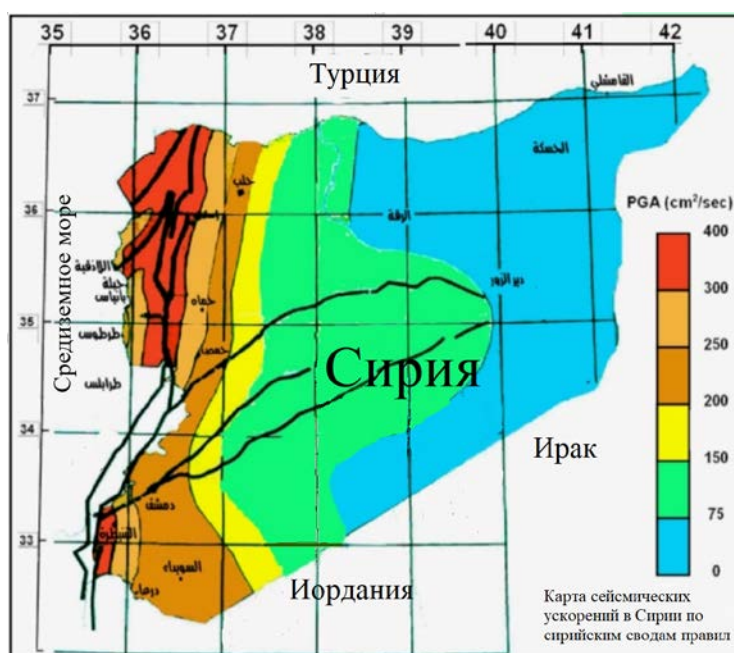 35 36 37 38 39 40 41 42
Турция
37
القامشلي
الحسكة
حلب
PGA (cm²/sec)
36
ادلب
الرقة
400
Средиземное море
اللاذقية
جبلة
بانياس
دير الزور
300
حماه
35
طرطوس
حمص
250
Сирия
طرابلس
200
34
Ирак
150
دمشق
القنيطرة
75
33
السويداء
درعا
0
Иордания
Карта сейсмических
ускорений в Сирии по
сирийским сводам правил